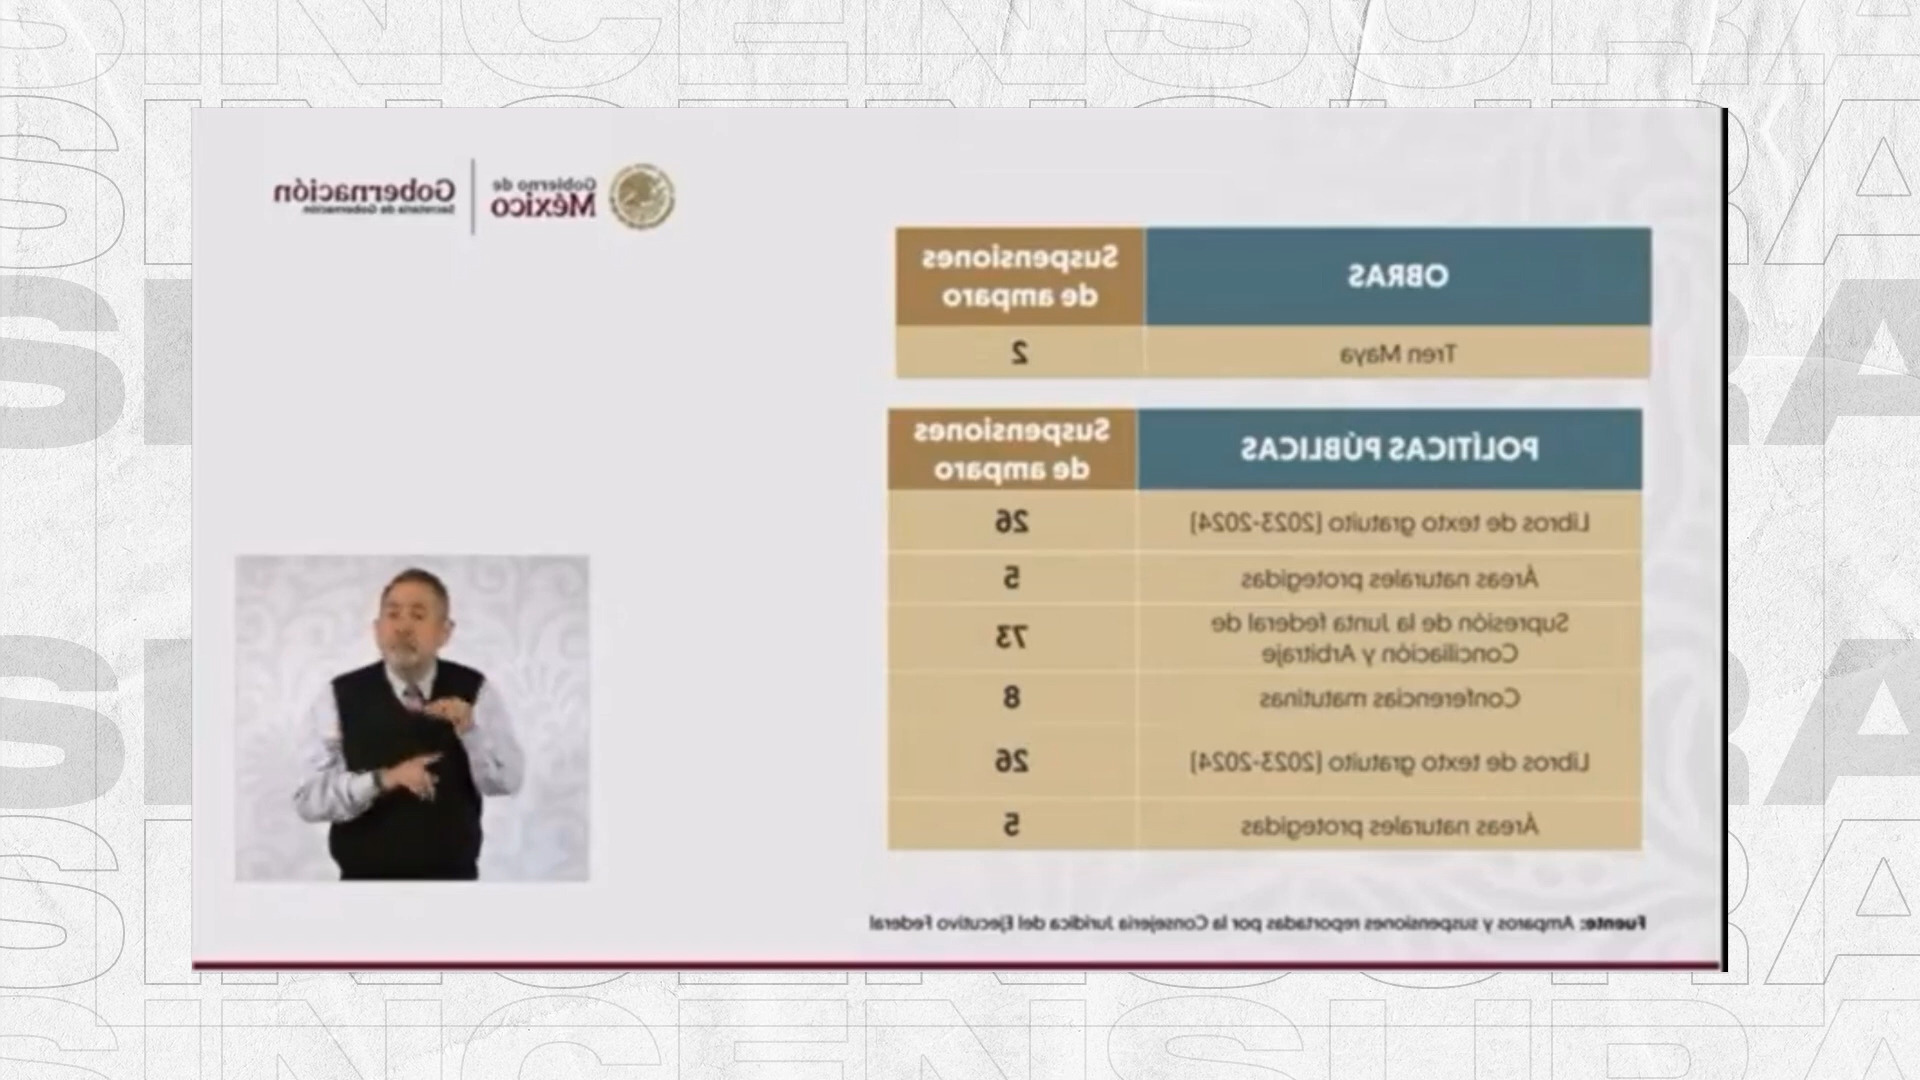 SINCENSURA
SINCENSURA
Gobierno de
México
Gobernación
Secretaría de Gobernación
OBRAS
Suspensiones
de amparo
Tren Maya
2
POLÍTICAS PÚBLICAS
Suspensiones
de amparo
Libros de texto gratuito (2023-2024)
26
Áreas naturales protegidas
5
Supresión de la Junta federal de
Conciliación y Arbitraje
73
Conferencias matutinas
8
Libros de texto gratuito (2023-2024)
26
Áreas naturales protegidas
5
Fuente: Amparos y suspensiones reportadas por la Consejería Jurídica del Ejecutivo Federal
SINCENSURA